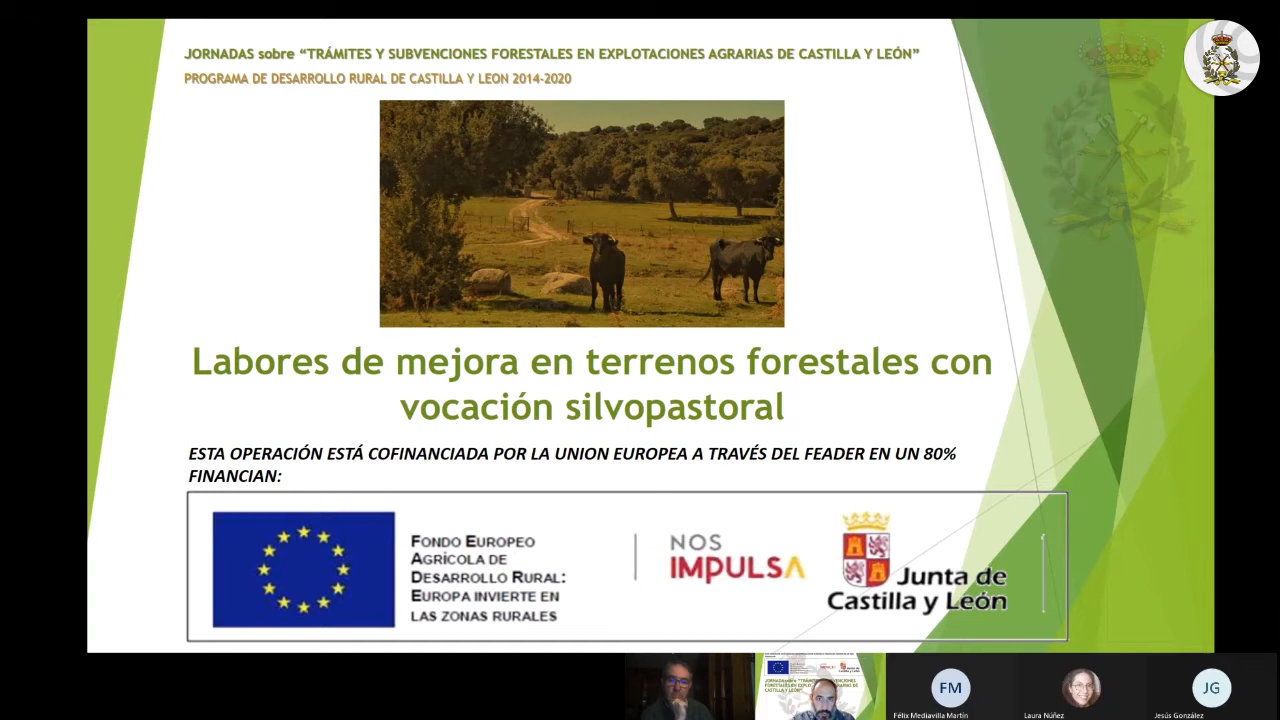 JORNADAS sobre “TRÁMITES Y SUBVENCIONES FORESTALES EN EXPLOTACIONES AGRARIAS DE CASTILLA Y LEÓN”
PROGRAMA DE DESARROLLO RURAL DE CASTILLA Y LEON 2014-2020
Labores de mejora en terrenos forestales con
vocación silvopastoral
ESTA OPERACIÓN ESTÁ COFINANCIADA POR LA UNION EUROPEA A TRAVÉS DEL FEADER EN UN 80%
FINANCIAN:
FONDO EUROPEO
AGRÍCOLA DE
DESARROLLO RURAL:
EUROPA INVIERTE EN
LAS ZONAS RURALES
NOS
IMPULSA
Junta de
Castilla y León
FM
JG
Félix Mediavilla Martín
Laura Núñez
Jesús González